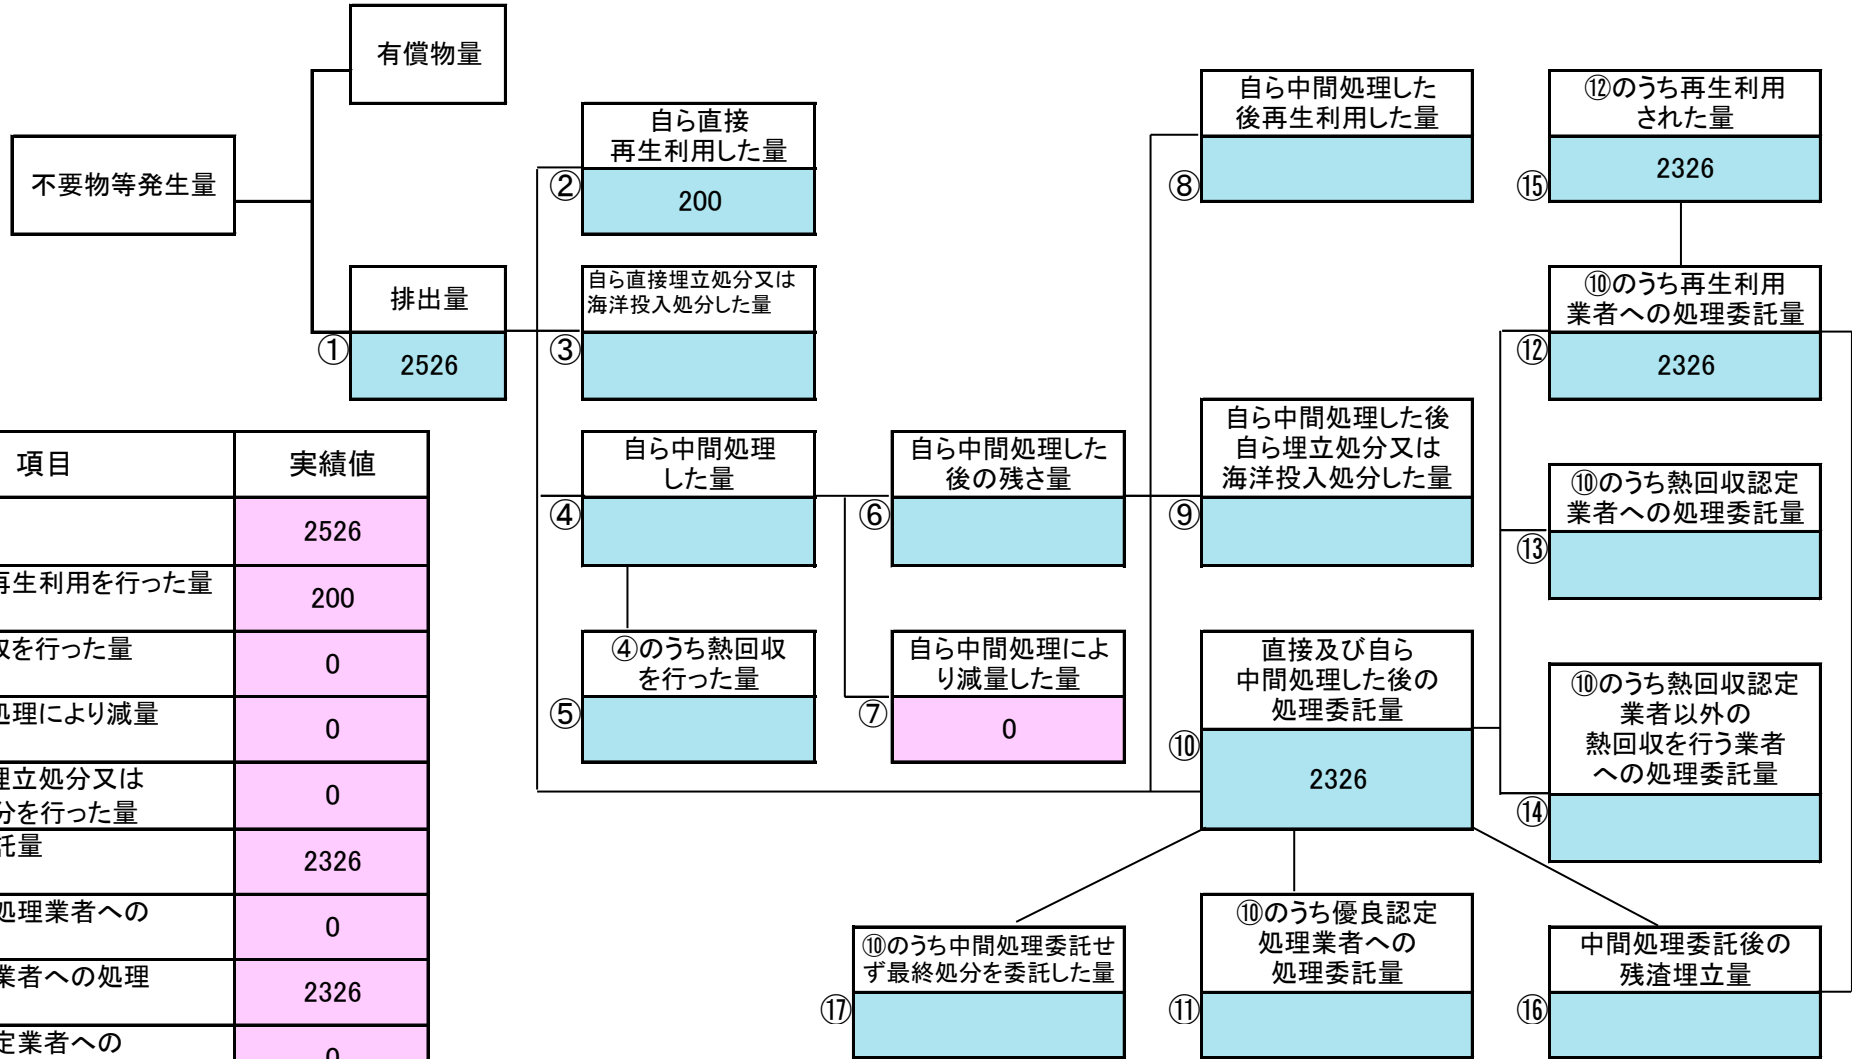 有償物量
不要物等発生量
排出量
①
2526
自ら直接
再生利用した量
②
200
自ら直接埋立処分又は
海洋投入処分した量
③
自ら中間処理
した量
④
④のうち熱回収
を行った量
⑤
自ら中間処理した
後の残さ量
⑥
自ら中間処理によ
り減量した量
⑦
0
自ら中間処理した
後再生利用した量
⑧
自ら中間処理した後
自ら埋立処分又は
海洋投入処分した量
⑨
直接及び自ら
中間処理した後の
処理委託量
⑩
2326
⑫のうち再生利用
された量
⑮
2326
⑩のうち再生利用
業者への処理委託量
⑫
2326
⑩のうち熱回収認定
業者への処理委託量
⑬
⑩のうち熱回収認定
業者以外の
熱回収を行う業者
への処理委託量
⑭
⑩のうち中間処理委託せ
ず最終処分を委託した量
⑰
⑩のうち優良認定
処理業者への
処理委託量
⑪
中間処理委託後の
残渣埋立量
⑯
項目 実績値
2526
再生利用を行った量 200
を行った量 0
処理により減量 0
埋立処分又は
を行った量 0
託量 2326
処理業者への 0
業者への処理 2326
定業者への 0